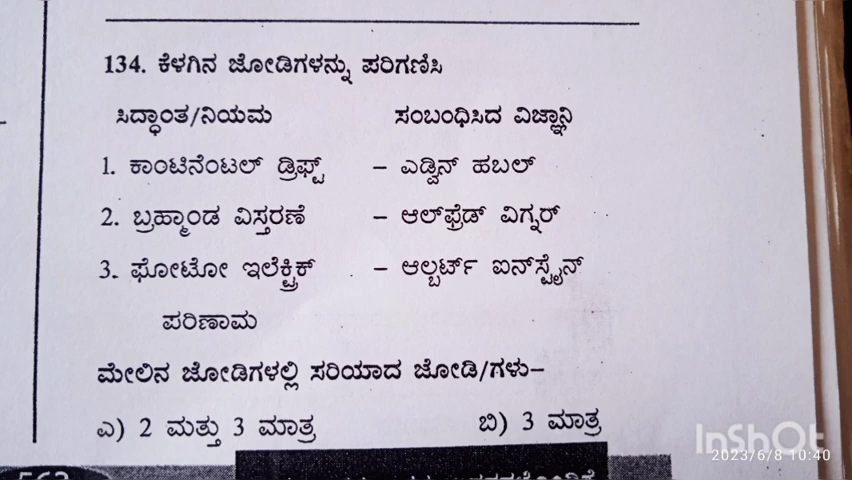 134. ಕೆಳಗಿನ ಜೋಡಿಗಳನ್ನು ಪರಿಗಣಿಸಿ
ಸಿದ್ಧಾಂತ/ನಿಯಮ ಸಂಬಂಧಿಸಿದ ವಿಜ್ಞಾನಿ
1. ಕಾಂಟಿನೆಂಟಲ್ ಡ್ರಿಫ್ಟ್ – ಎಡ್ವಿನ್ ಹಬಲ್
2. ಬ್ರಹ್ಮಾಂಡ ವಿಸ್ತರಣೆ – ಆಲ್‌ಫ್ರೆಡ್ ವಿಗ್ನರ್
3. ಫೋಟೋ ಇಲೆಕ್ಟ್ರಿಕ್ – ಆಲ್ಬರ್ಟ್ ಐನ್‌ಸ್ಟೈನ್
ಪರಿಣಾಮ
ಮೇಲಿನ ಜೋಡಿಗಳಲ್ಲಿ ಸರಿಯಾದ ಜೋಡಿ/ಗಳು–
ಎ) 2 ಮತ್ತು 3 ಮಾತ್ರ ಬಿ) 3 ಮಾತ್ರ
InShOt
2023/6/8 10:40